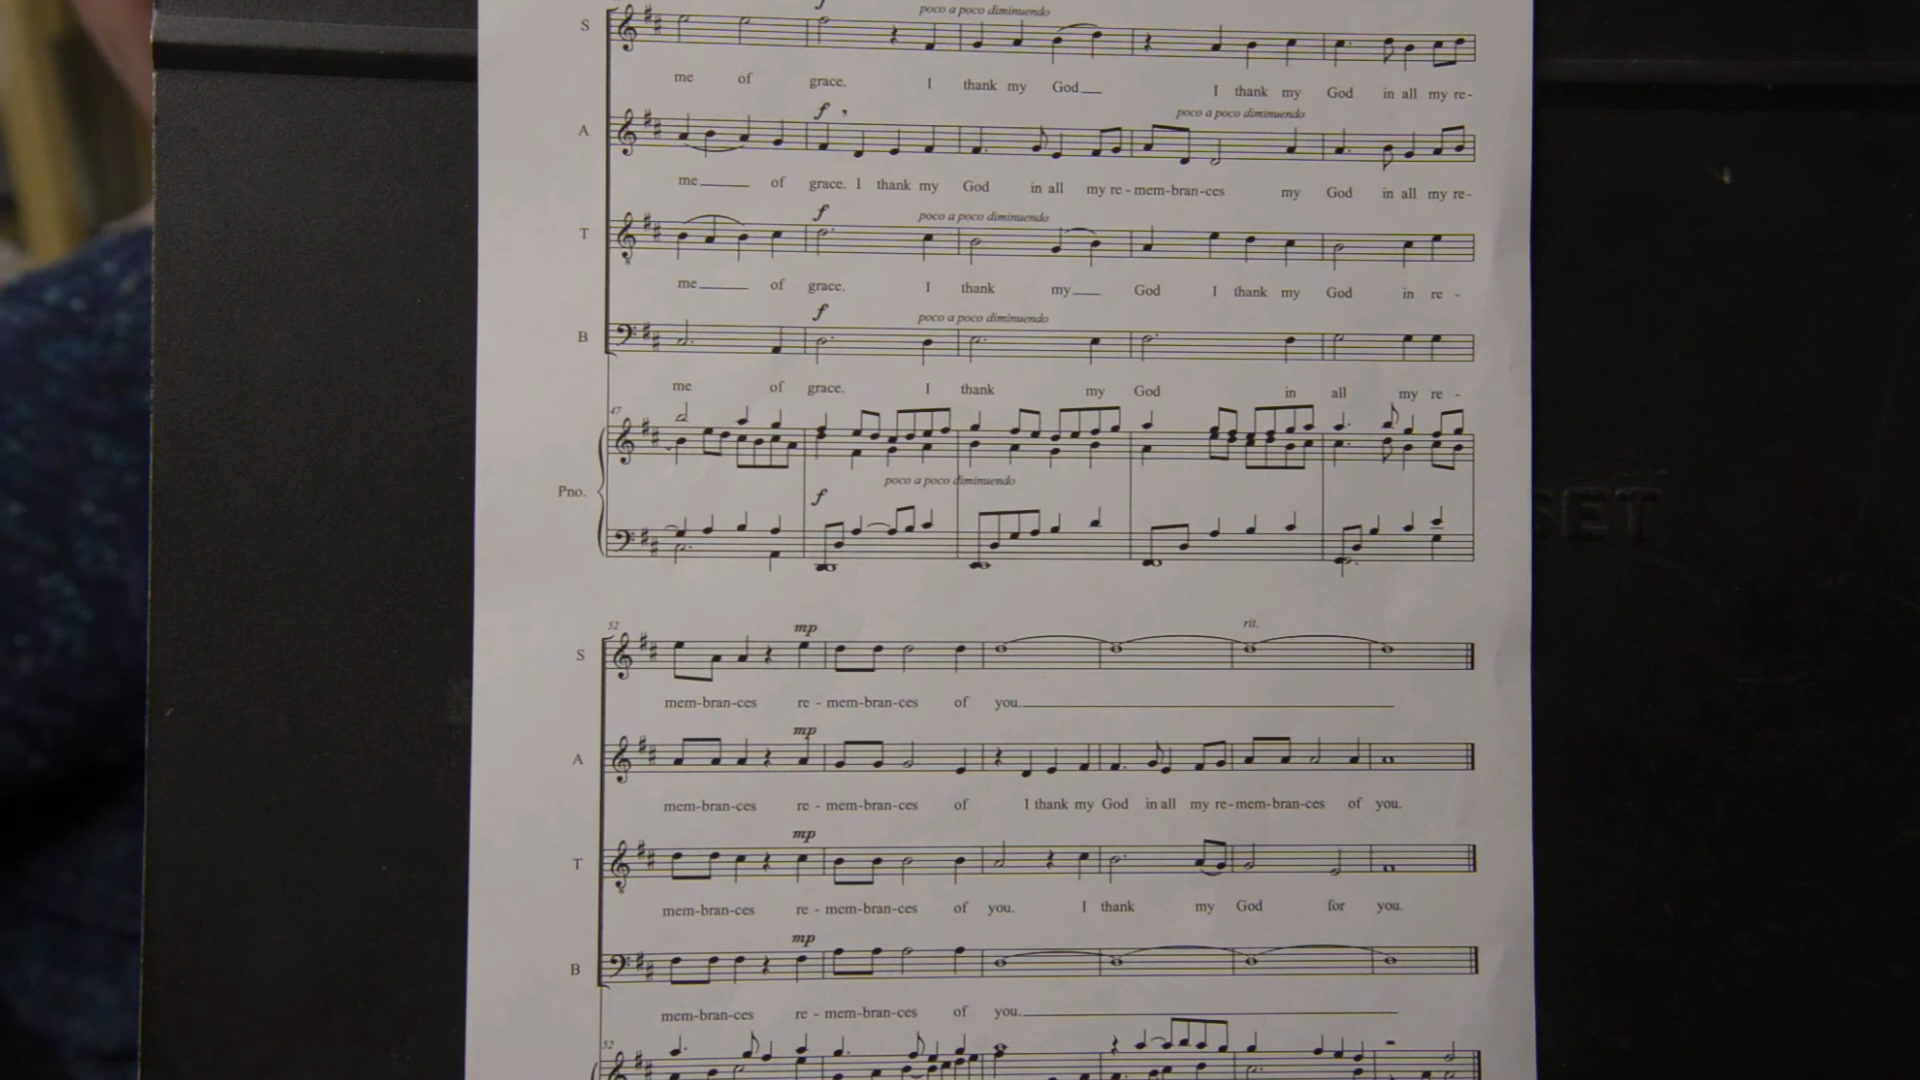 f poco a poco diminuendo
S
me of grace. I thank my God I thank my God in all my re-
f , poco a poco diminuendo
A
me of grace. I thank my God in all my re - mem-bran-ces my God in all my re-
f poco a poco diminuendo
T
me of grace. I thank my God I thank my God in re -
f poco a poco diminuendo
B
me of grace. I thank my God in all my re -
47
Pno.
poco a poco diminuendo
f
SET
52 mp rit.
S
mem-bran-ces re - mem-bran-ces of you.
mp
A
mem-bran-ces re - mem-bran-ces of I thank my God in all my re-mem-bran-ces of you.
mp
T
mem-bran-ces re - mem-bran-ces of you. I thank my God for you.
mp
B
mem-bran-ces re - mem-bran-ces of you.
52